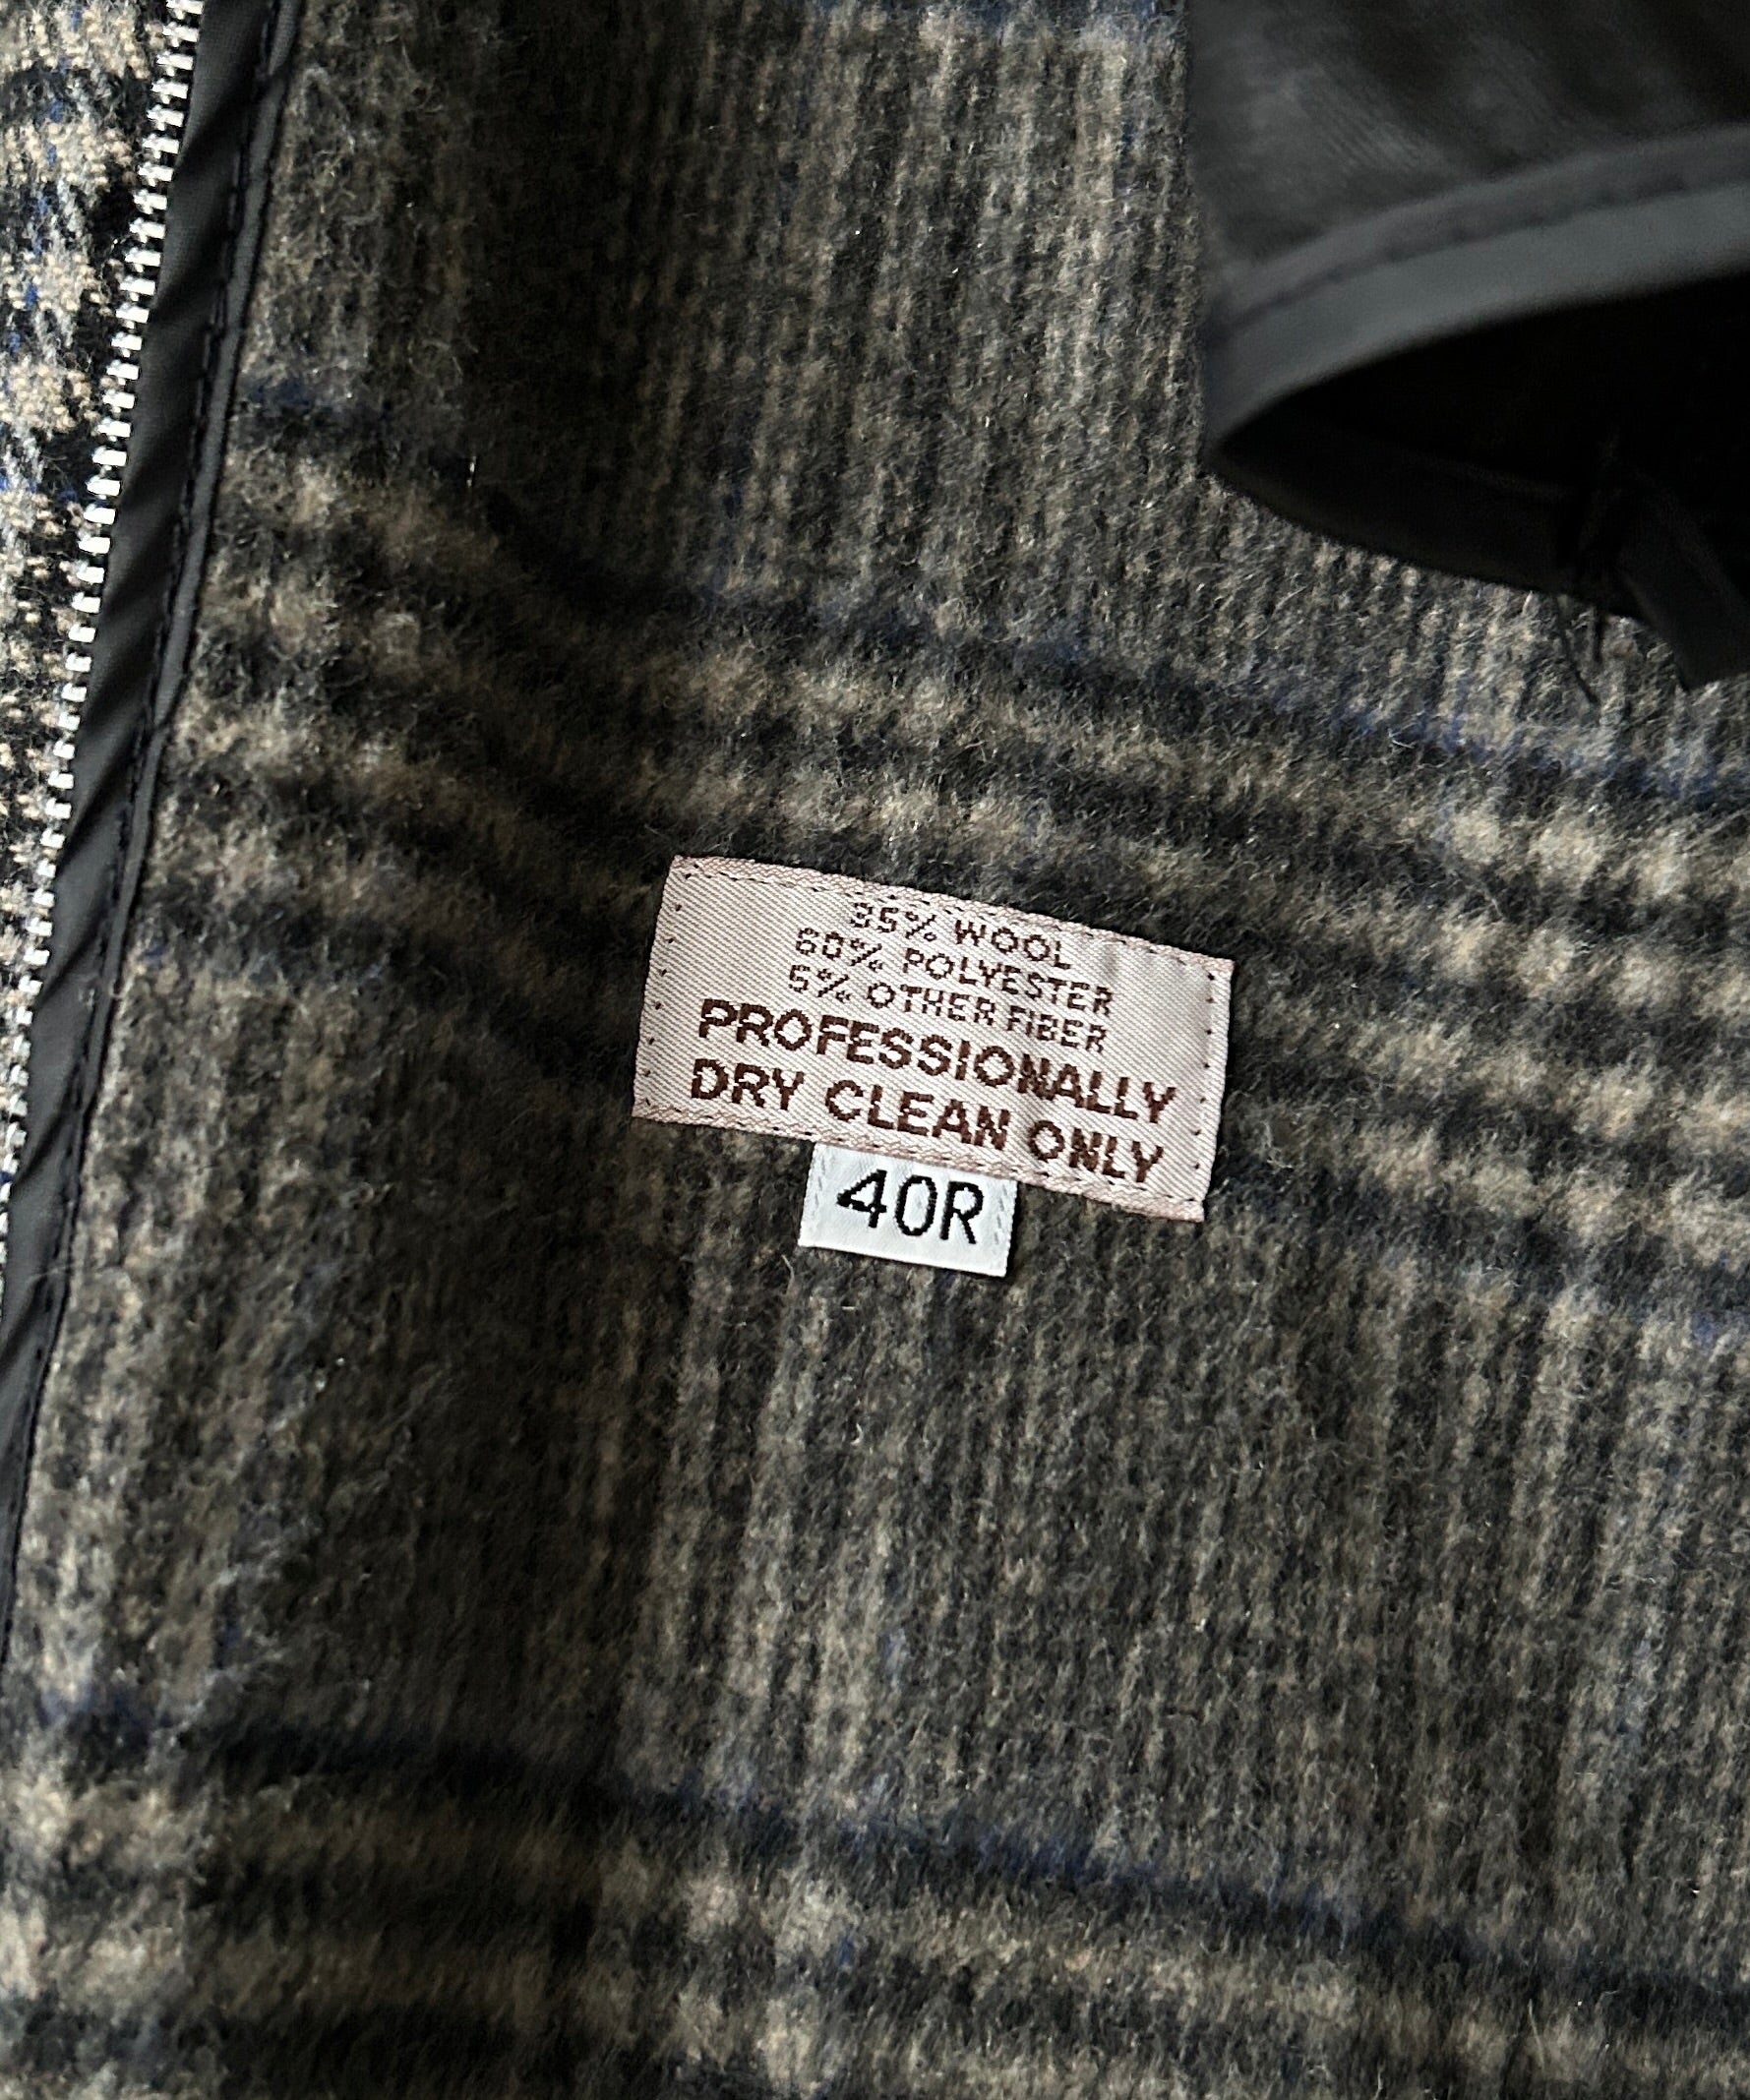 35% WOOL
60% POLYESTER
5% OTHER FIBER
PROFESSIONALLY
DRY CLEAN ONLY
40R